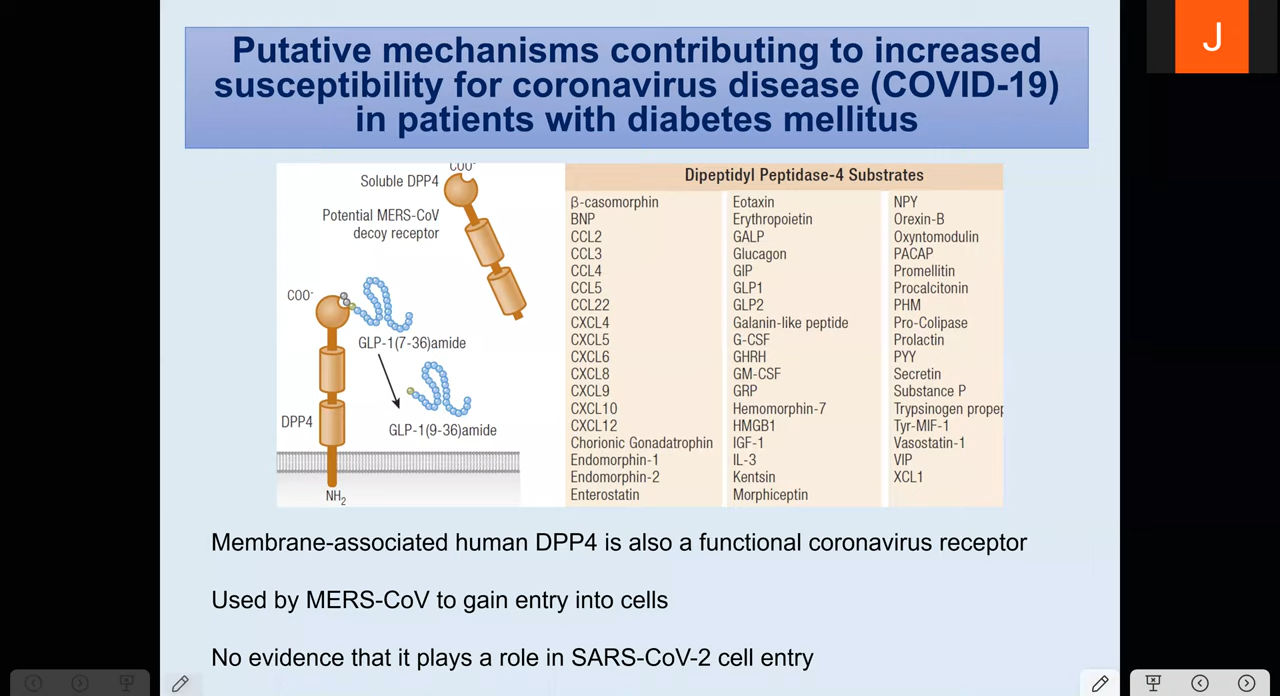 Putative mechanisms contributing to increased
susceptibility for coronavirus disease (COVID-19)
in patients with diabetes mellitus
J
COO-
Soluble DPP4
Potential MERS-CoV
decoy receptor
COO-
GLP-1(7-36)amide
DPP4
GLP-1(9-36)amide
NH2
Dipeptidyl Peptidase-4 Substrates
β-casomorphin
BNP
CCL2
CCL3
CCL4
CCL5
CCL22
CXCL4
CXCL5
CXCL6
CXCL8
CXCL9
CXCL10
CXCL12
Chorionic Gonadatrophin
Endomorphin-1
Endomorphin-2
Enterostatin
Eotaxin
Erythropoietin
GALP
Glucagon
GIP
GLP1
GLP2
Galanin-like peptide
G-CSF
GHRH
GM-CSF
GRP
Hemomorphin-7
HMGB1
IGF-1
IL-3
Kentsin
Morphiceptin
NPY
Orexin-B
Oxyntomodulin
PACAP
Promellitin
Procalcitonin
PHM
Pro-Colipase
Prolactin
PYY
Secretin
Substance P
Trypsinogen prope
Tyr-MIF-1
Vasostatin-1
VIP
XCL1
Membrane-associated human DPP4 is also a functional coronavirus receptor
Used by MERS-CoV to gain entry into cells
No evidence that it plays a role in SARS-CoV-2 cell entry